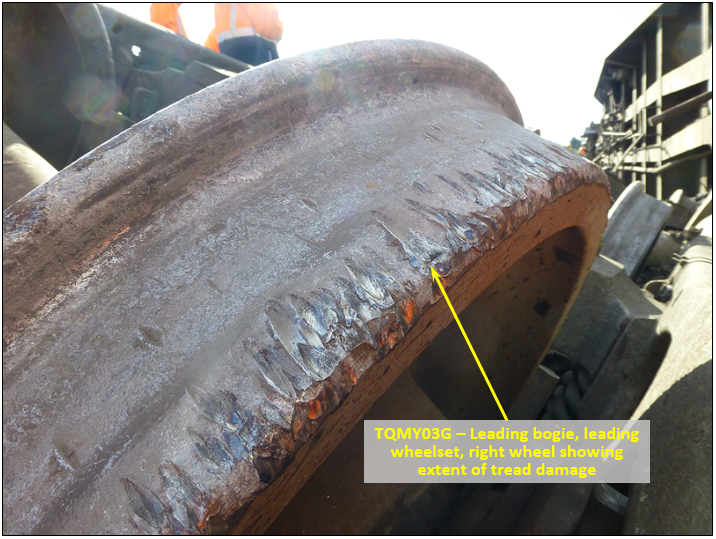 TQMY03G – Leading bogie, leading
wheelset, right wheel showing
extent of tread damage